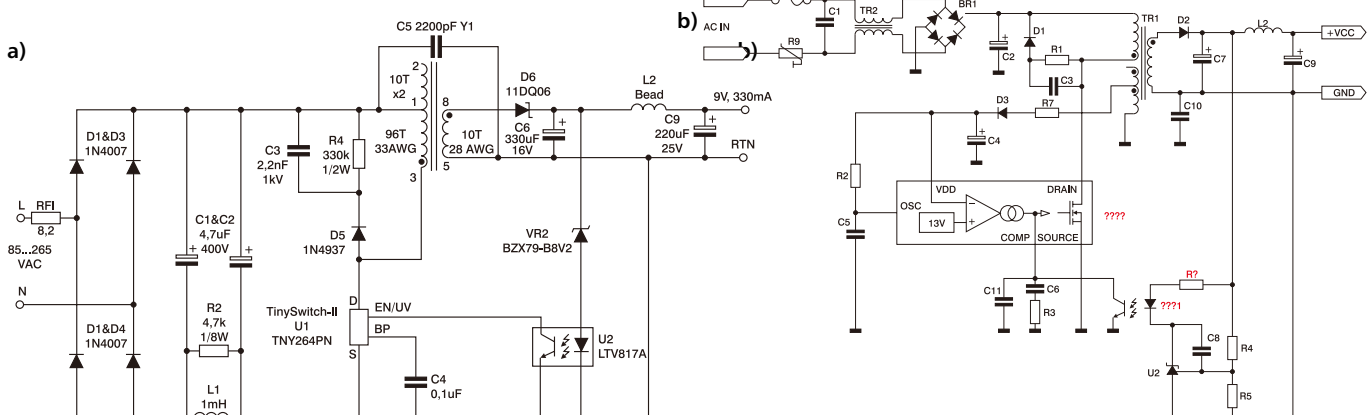 a)
C5 2200pF Y1
2
10T
x2
1
96T
33AWG
3
8
10T
28 AWG
5
D6
11DQ06
C6
330uF
16V
+
L2
Bead
C9
220uF
25V
+
9V, 330mA
RTN
D1&D3
1N4007
C3
2,2nF
1kV
R4
330k
1/2W
L
RFI
8,2
85...265
VAC
N
C1&C2
4,7uF
400V
+
+
D5
1N4937
VR2
BZX79-B8V2
R2
4,7k
1/8W
TinySwitch-II
U1
TNY264PN
D
EN/UV
BP
S
D1&D4
1N4007
L1
1mH
C4
0,1uF
U2
LTV817A
b)
b)
AC IN
C1
TR2
BR1
R9
+
C2
D1
R1
C3
TR1
D2
+
C7
L2
+
C9
+VCC
GND
C10
D3
R7
+
C4
R2
C5
VDD
DRAIN
OSC
13V
−
+
COMP
SOURCE
????
C11
C6
R3
R?
???1
C8
R4
U2
R5